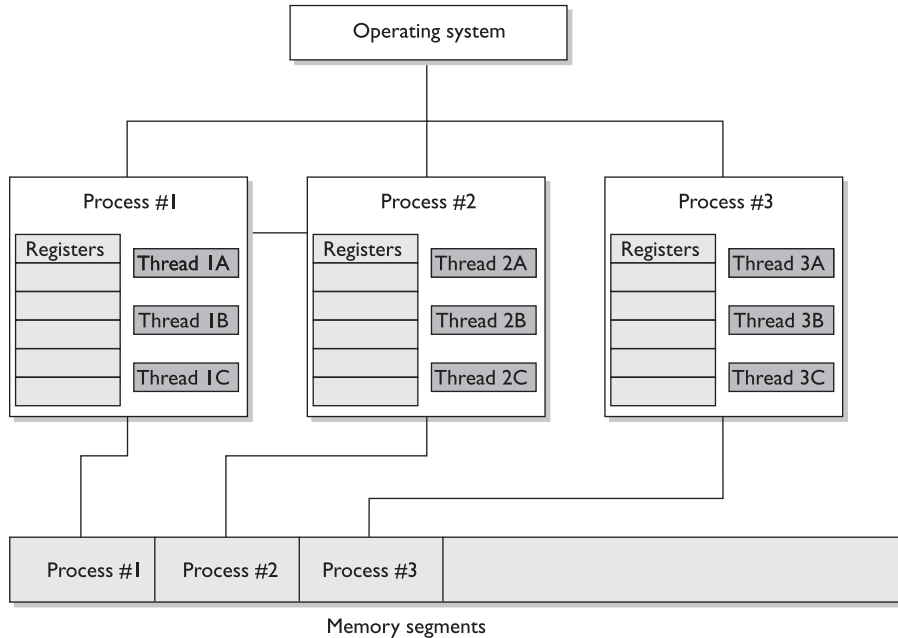 Operating system
Process #1
Process #2
Process #3
Registers
Thread 1A
Thread 1B
Thread 1C
Registers
Thread 2A
Thread 2B
Thread 2C
Registers
Thread 3A
Thread 3B
Thread 3C
Process #1
Process #2
Process #3
Memory segments